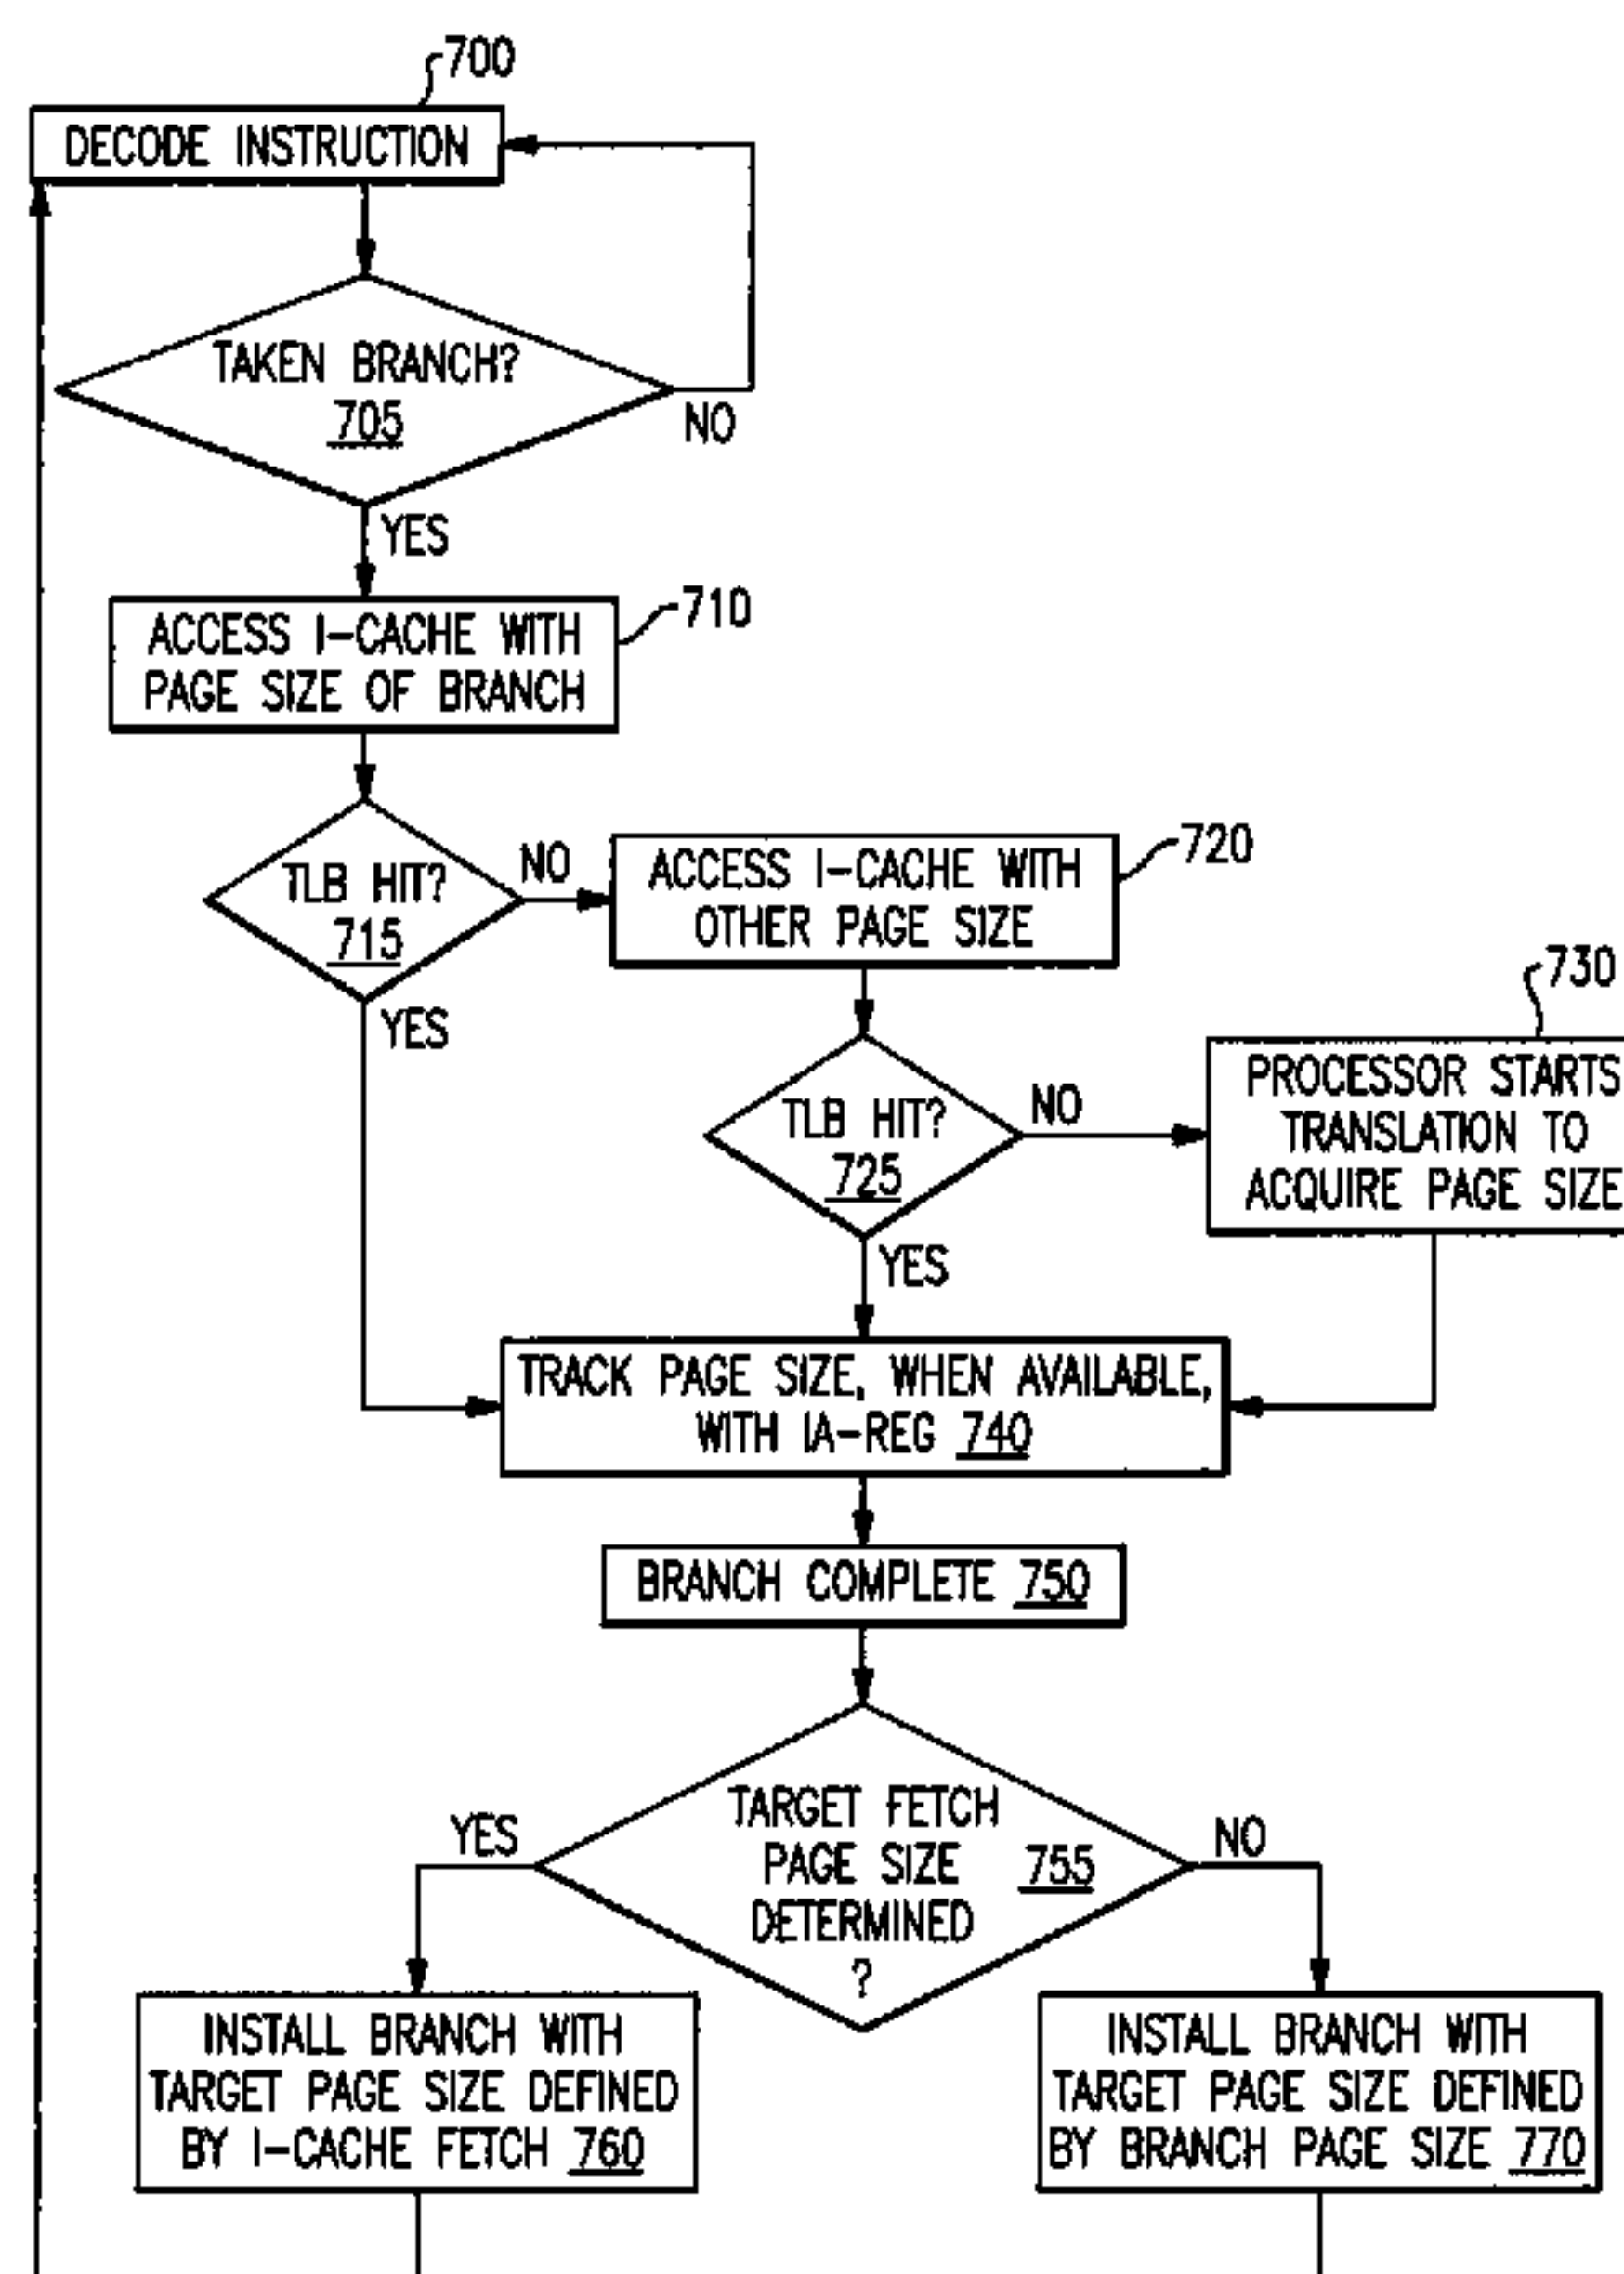 700
DECODE INSTRUCTION
TAKEN BRANCH?
705
NO
YES
710
ACCESS I-CACHE WITH
PAGE SIZE OF BRANCH
TLB HIT?
715
NO
YES
720
ACCESS I-CACHE WITH
OTHER PAGE SIZE
TLB HIT?
725
NO
YES
730
PROCESSOR STARTS
TRANSLATION TO
ACQUIRE PAGE SIZE
TRACK PAGE SIZE, WHEN AVAILABLE,
WITH IA-REG 740
BRANCH COMPLETE 750
TARGET FETCH
PAGE SIZE 755
DETERMINED
?
YES
NO
INSTALL BRANCH WITH
TARGET PAGE SIZE DEFINED
BY I-CACHE FETCH 760
INSTALL BRANCH WITH
TARGET PAGE SIZE DEFINED
BY BRANCH PAGE SIZE 770